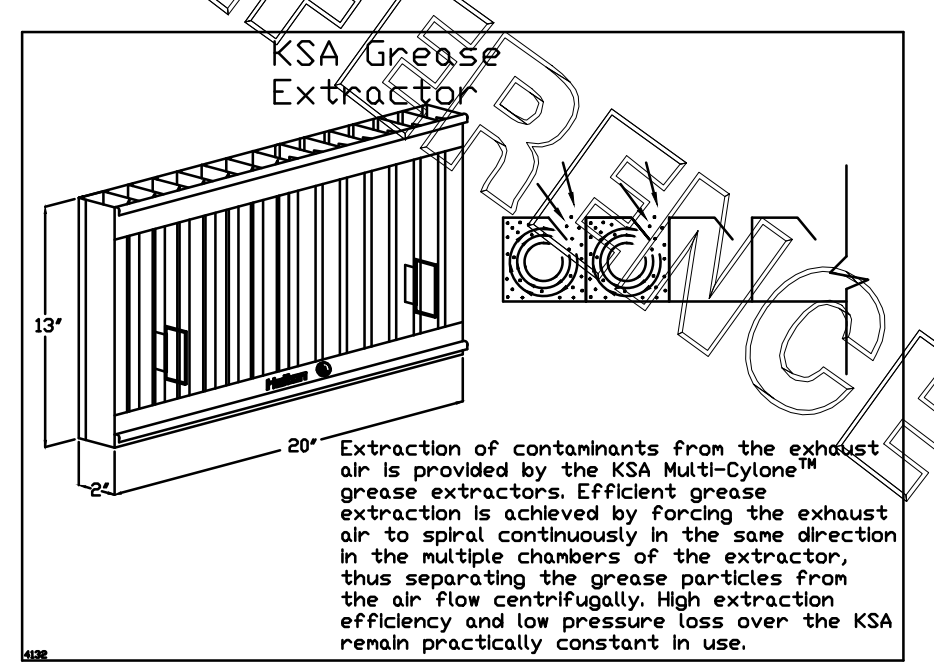 KSA Grease
Extractor
13"
Halton
20"
2"
Extraction of contaminants from the exhaust
air is provided by the KSA Multi-Cylone™
grease extractors. Efficient grease
extraction is achieved by forcing the exhaust
air to spiral continuously in the same direction
in the multiple chambers of the extractor,
thus separating the grease particles from
the air flow centrifugally. High extraction
efficiency and low pressure loss over the KSA
remain practically constant in use.
4132
FERENCE